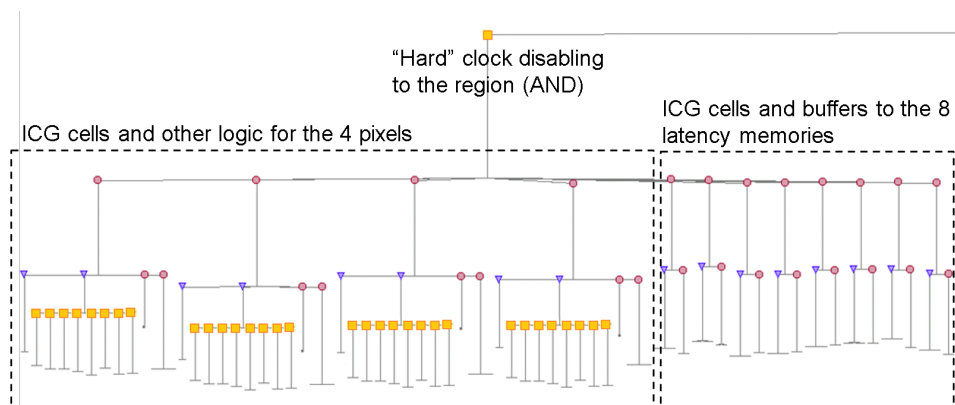 “Hard” clock disabling
to the region (AND)
ICG cells and other logic for the 4 pixels
ICG cells and buffers to the 8
latency memories